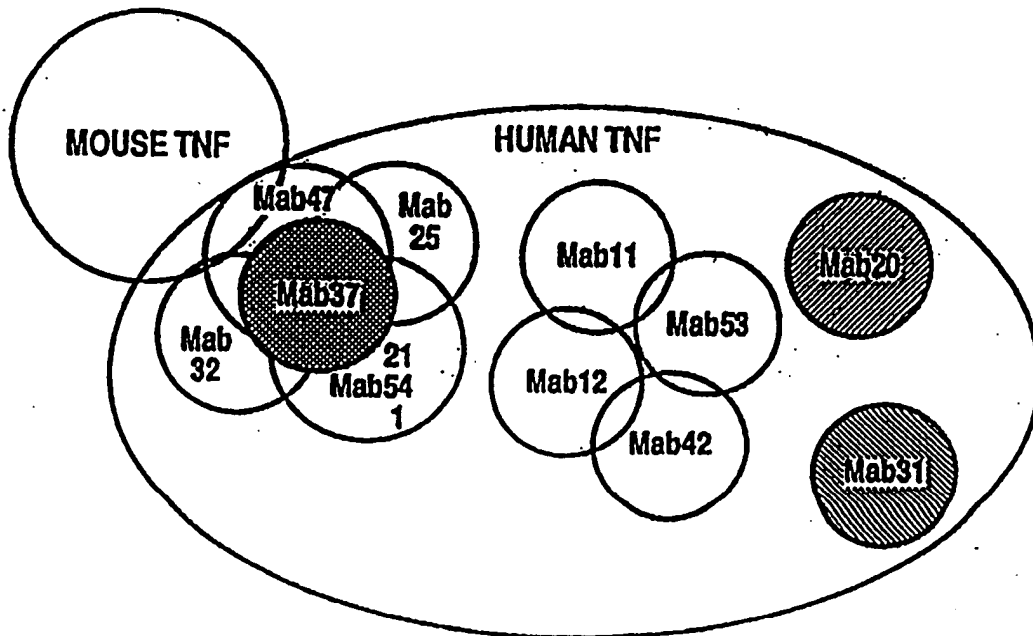 MOUSE TNF
HUMAN TNF
Mab47
Mab
25
Mab37
Mab
32
21
Mab54
1
Mab11
Mab53
Mab12
Mab42
Mab20
Mab31